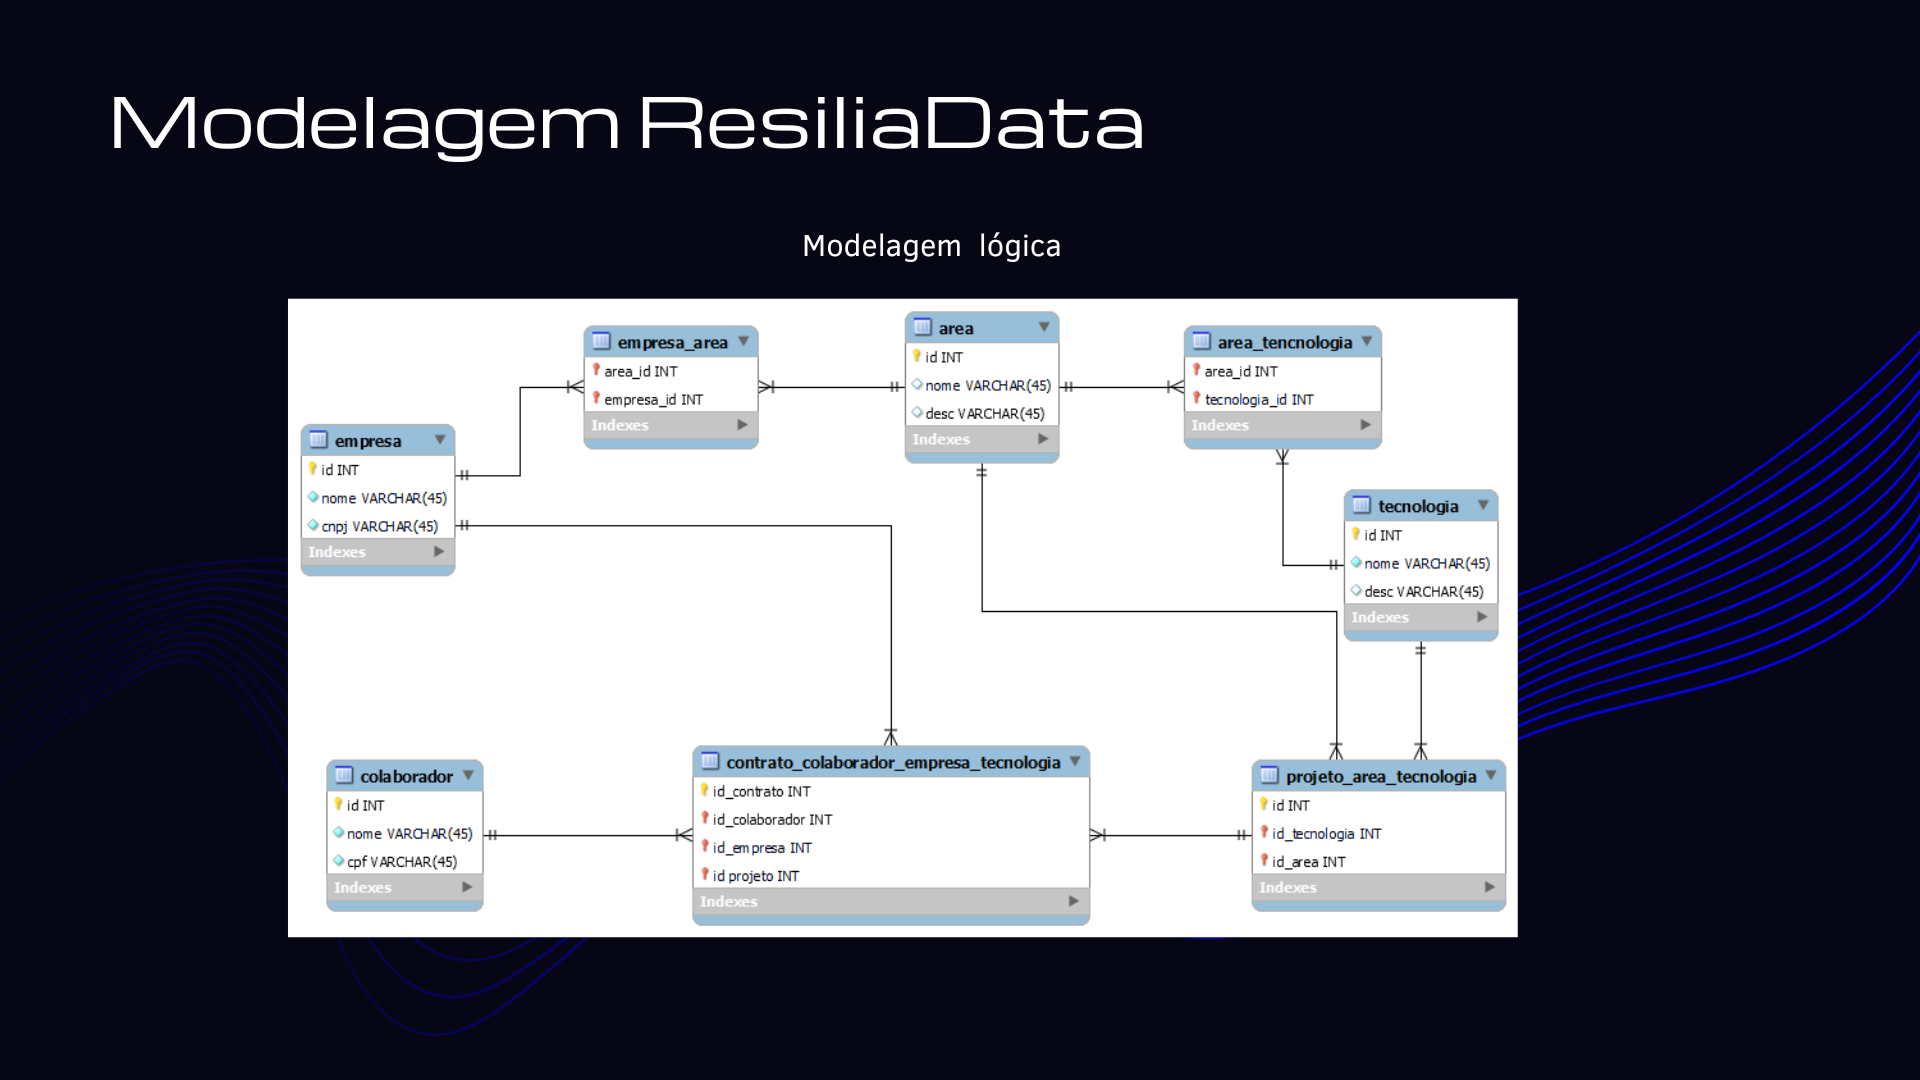 Modelagem ResiliaData
Modelagem lógica
empresa_area
area_id INT
empresa_id INT
Indexes
area
id INT
nome VARCHAR(45)
desc VARCHAR(45)
Indexes
area_tencnologia
area_id INT
tecnologia_id INT
Indexes
empresa
id INT
nome VARCHAR(45)
cnpj VARCHAR(45)
Indexes
tecnologia
id INT
nome VARCHAR(45)
desc VARCHAR(45)
Indexes
colaborador
id INT
nome VARCHAR(45)
cpf VARCHAR(45)
Indexes
contrato_colaborador_empresa_tecnologia
id_contrato INT
id_colaborador INT
id_empresa INT
id projeto INT
Indexes
projeto_area_tecnologia
id INT
id_tecnologia INT
id_area INT
Indexes